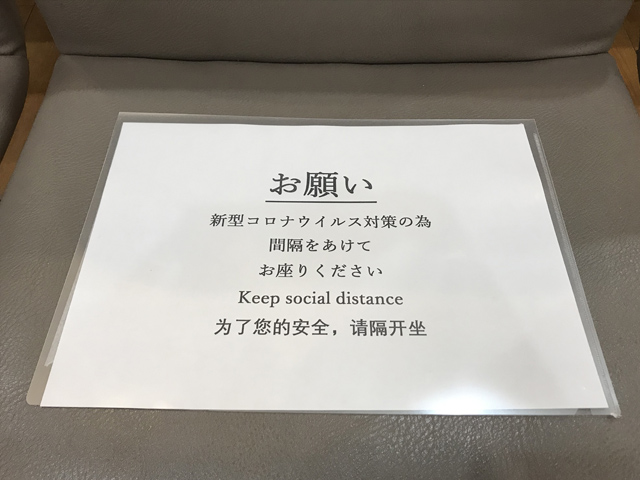 お願い
新型コロナウイルス対策の為
間隔をあけて
お座りください
Keep social distance
为了您的安全，请隔开坐